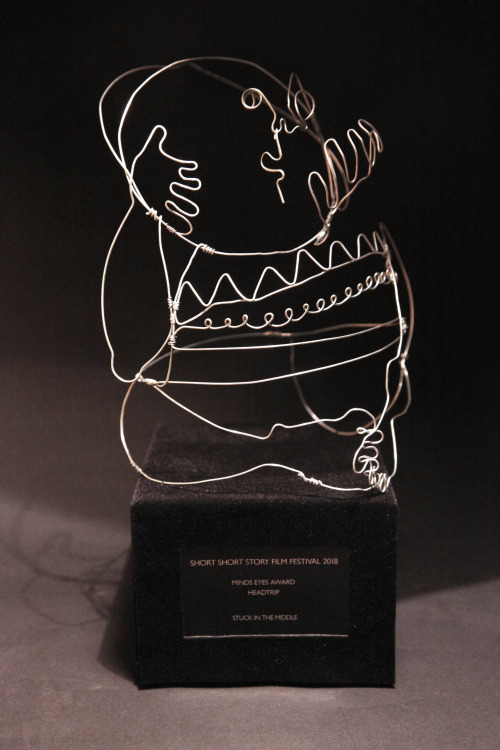 SHORT SHORT STORY FILM FESTIVAL 2018
MINDS EYES AWARD
HEADTRIP
STUCK IN THE MIDDLE